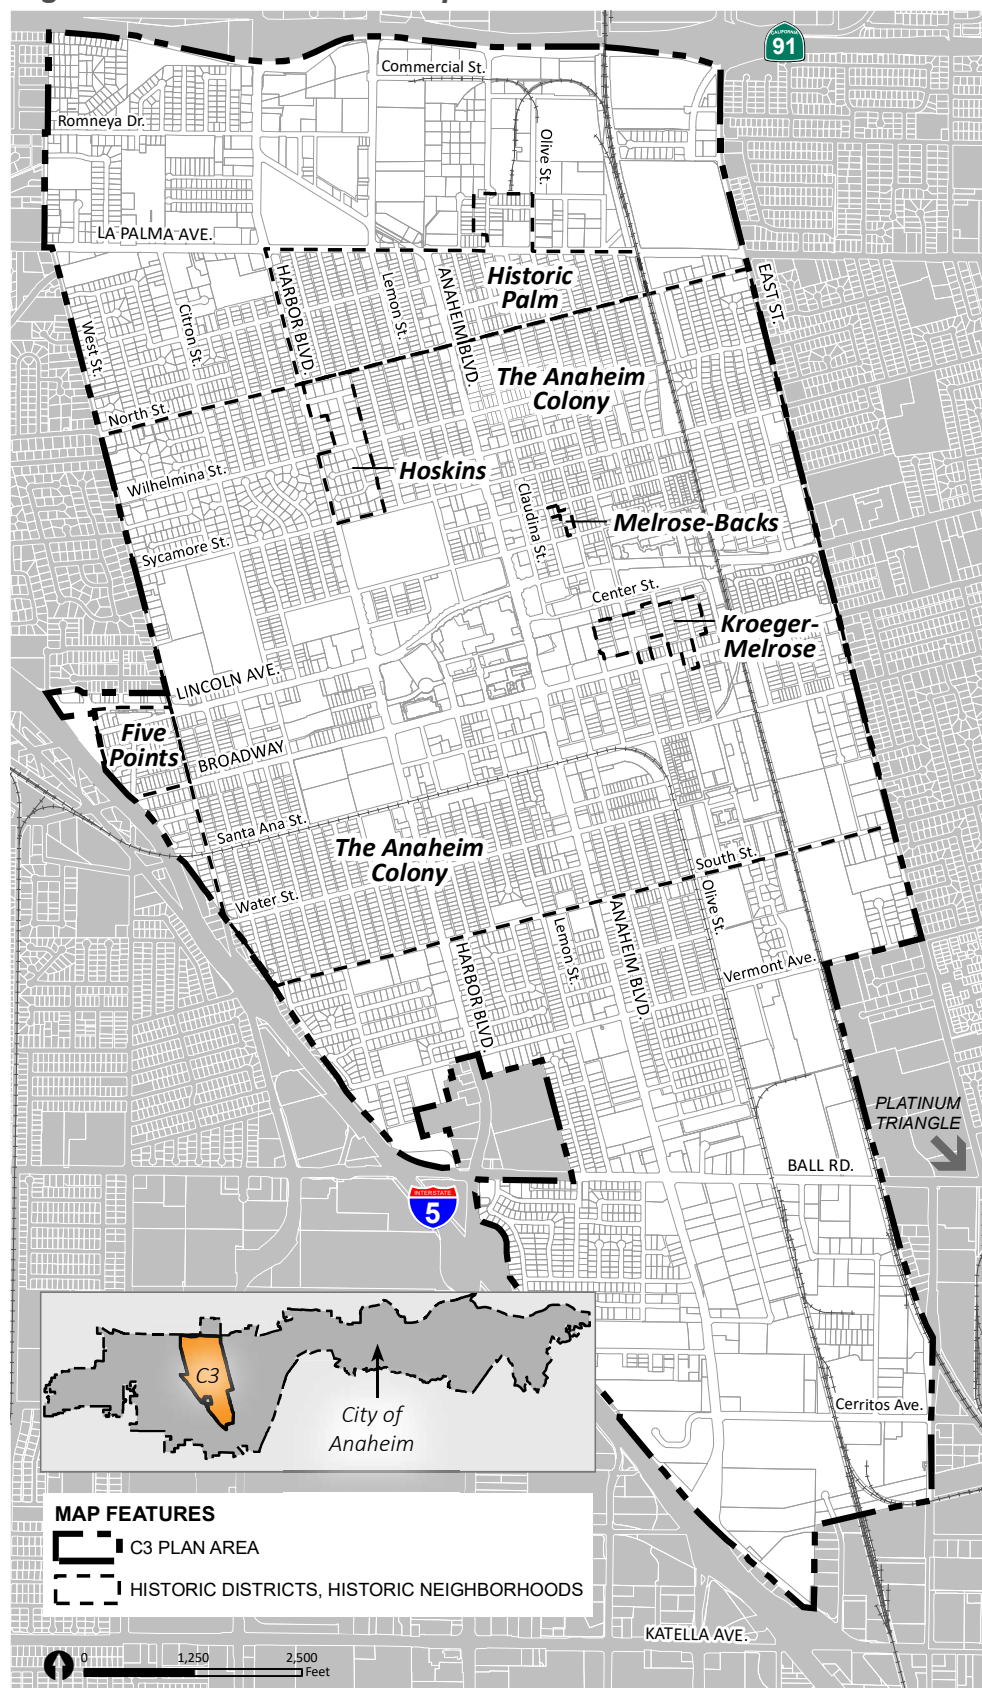 CALIFORNIA
91
Commercial St.
Romneya Dr.
Olive St.
LA PALMA AVE.
Historic
Palm
HARBOR BLVD.
Lemon St.
ANAHEIM BLVD.
EAST ST.
West St.
Citron St.
The Anaheim
Colony
North St.
Wilhelmina St.
Hoskins
Claudina St.
Melrose-Backs
Sycamore St.
Center St.
Kroeger-
Melrose
LINCOLN AVE.
Five
Points
BROADWAY
Santa Ana St.
The Anaheim
Colony
South St.
Water St.
Olive St.
ANAHEIM BLVD.
Lemon St.
HARBOR BLVD.
Vermont Ave.
PLATINUM
TRIANGLE
BALL RD.
INTERSTATE
5
C3
City of
Anaheim
Cerritos Ave.
MAP FEATURES
C3 PLAN AREA
HISTORIC DISTRICTS, HISTORIC NEIGHBORHOODS
KATELLA AVE.
0 1,250 2,500
Feet